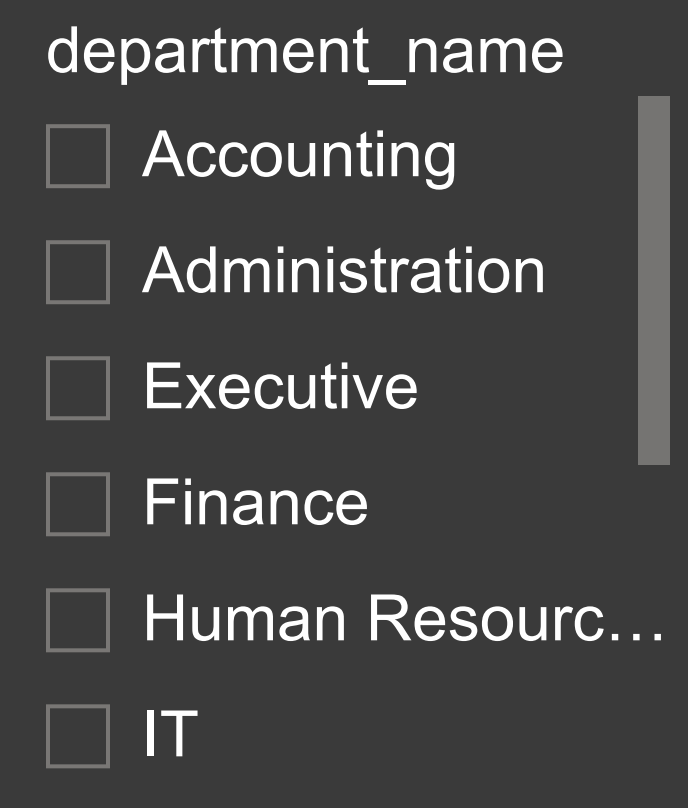 department_name
Accounting
Administration
Executive
Finance
Human Resourc...
IT